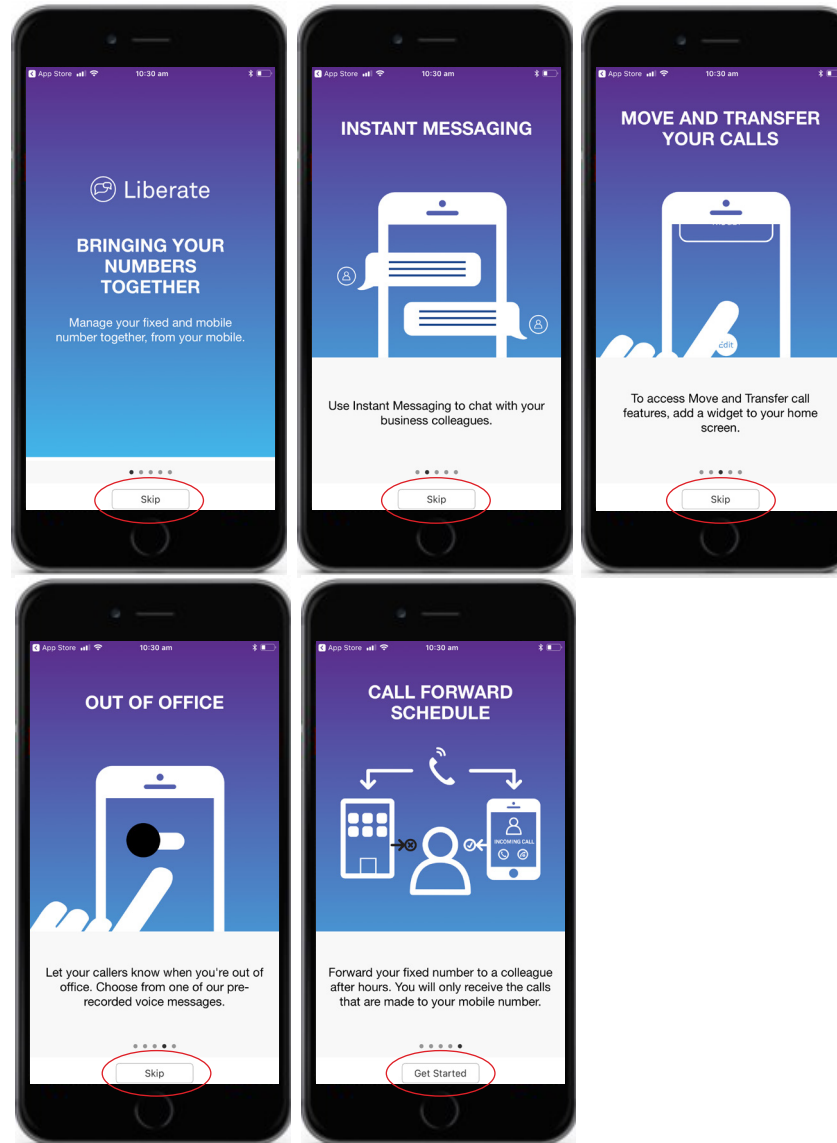 App Store 10:30 am
Liberate
BRINGING YOUR
NUMBERS
TOGETHER
Manage your fixed and mobile
number together, from your mobile.
Skip
App Store 10:30 am
INSTANT MESSAGING
Use Instant Messaging to chat with your
business colleagues.
Skip
App Store 10:30 am
MOVE AND TRANSFER
YOUR CALLS
Edit
To access Move and Transfer call
features, add a widget to your home
screen.
Skip
App Store 10:30 am
OUT OF OFFICE
Let your callers know when you're out of
office. Choose from one of our pre-
recorded voice messages.
Skip
App Store 10:30 am
CALL FORWARD
SCHEDULE
INCOMING CALL
Forward your fixed number to a colleague
after hours. You will only receive the calls
that are made to your mobile number.
Get Started